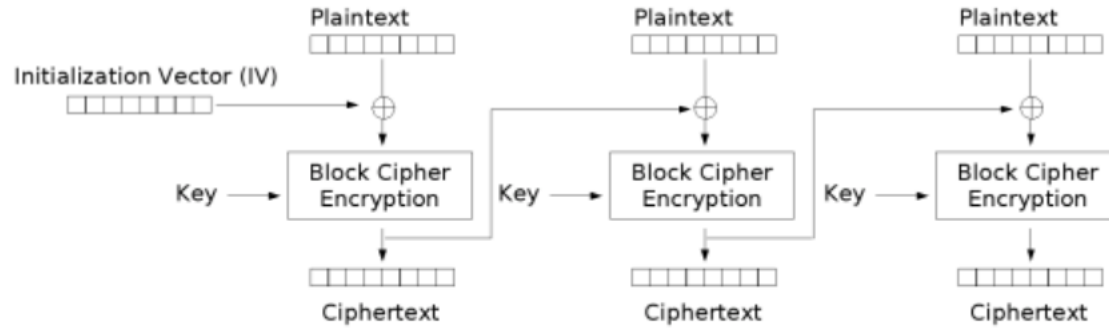 Plaintext Plaintext Plaintext
Initialization Vector (IV)
Block Cipher Block Cipher Block Cipher
Key Encryption Key Encryption Key Encryption
Ciphertext Ciphertext Ciphertext